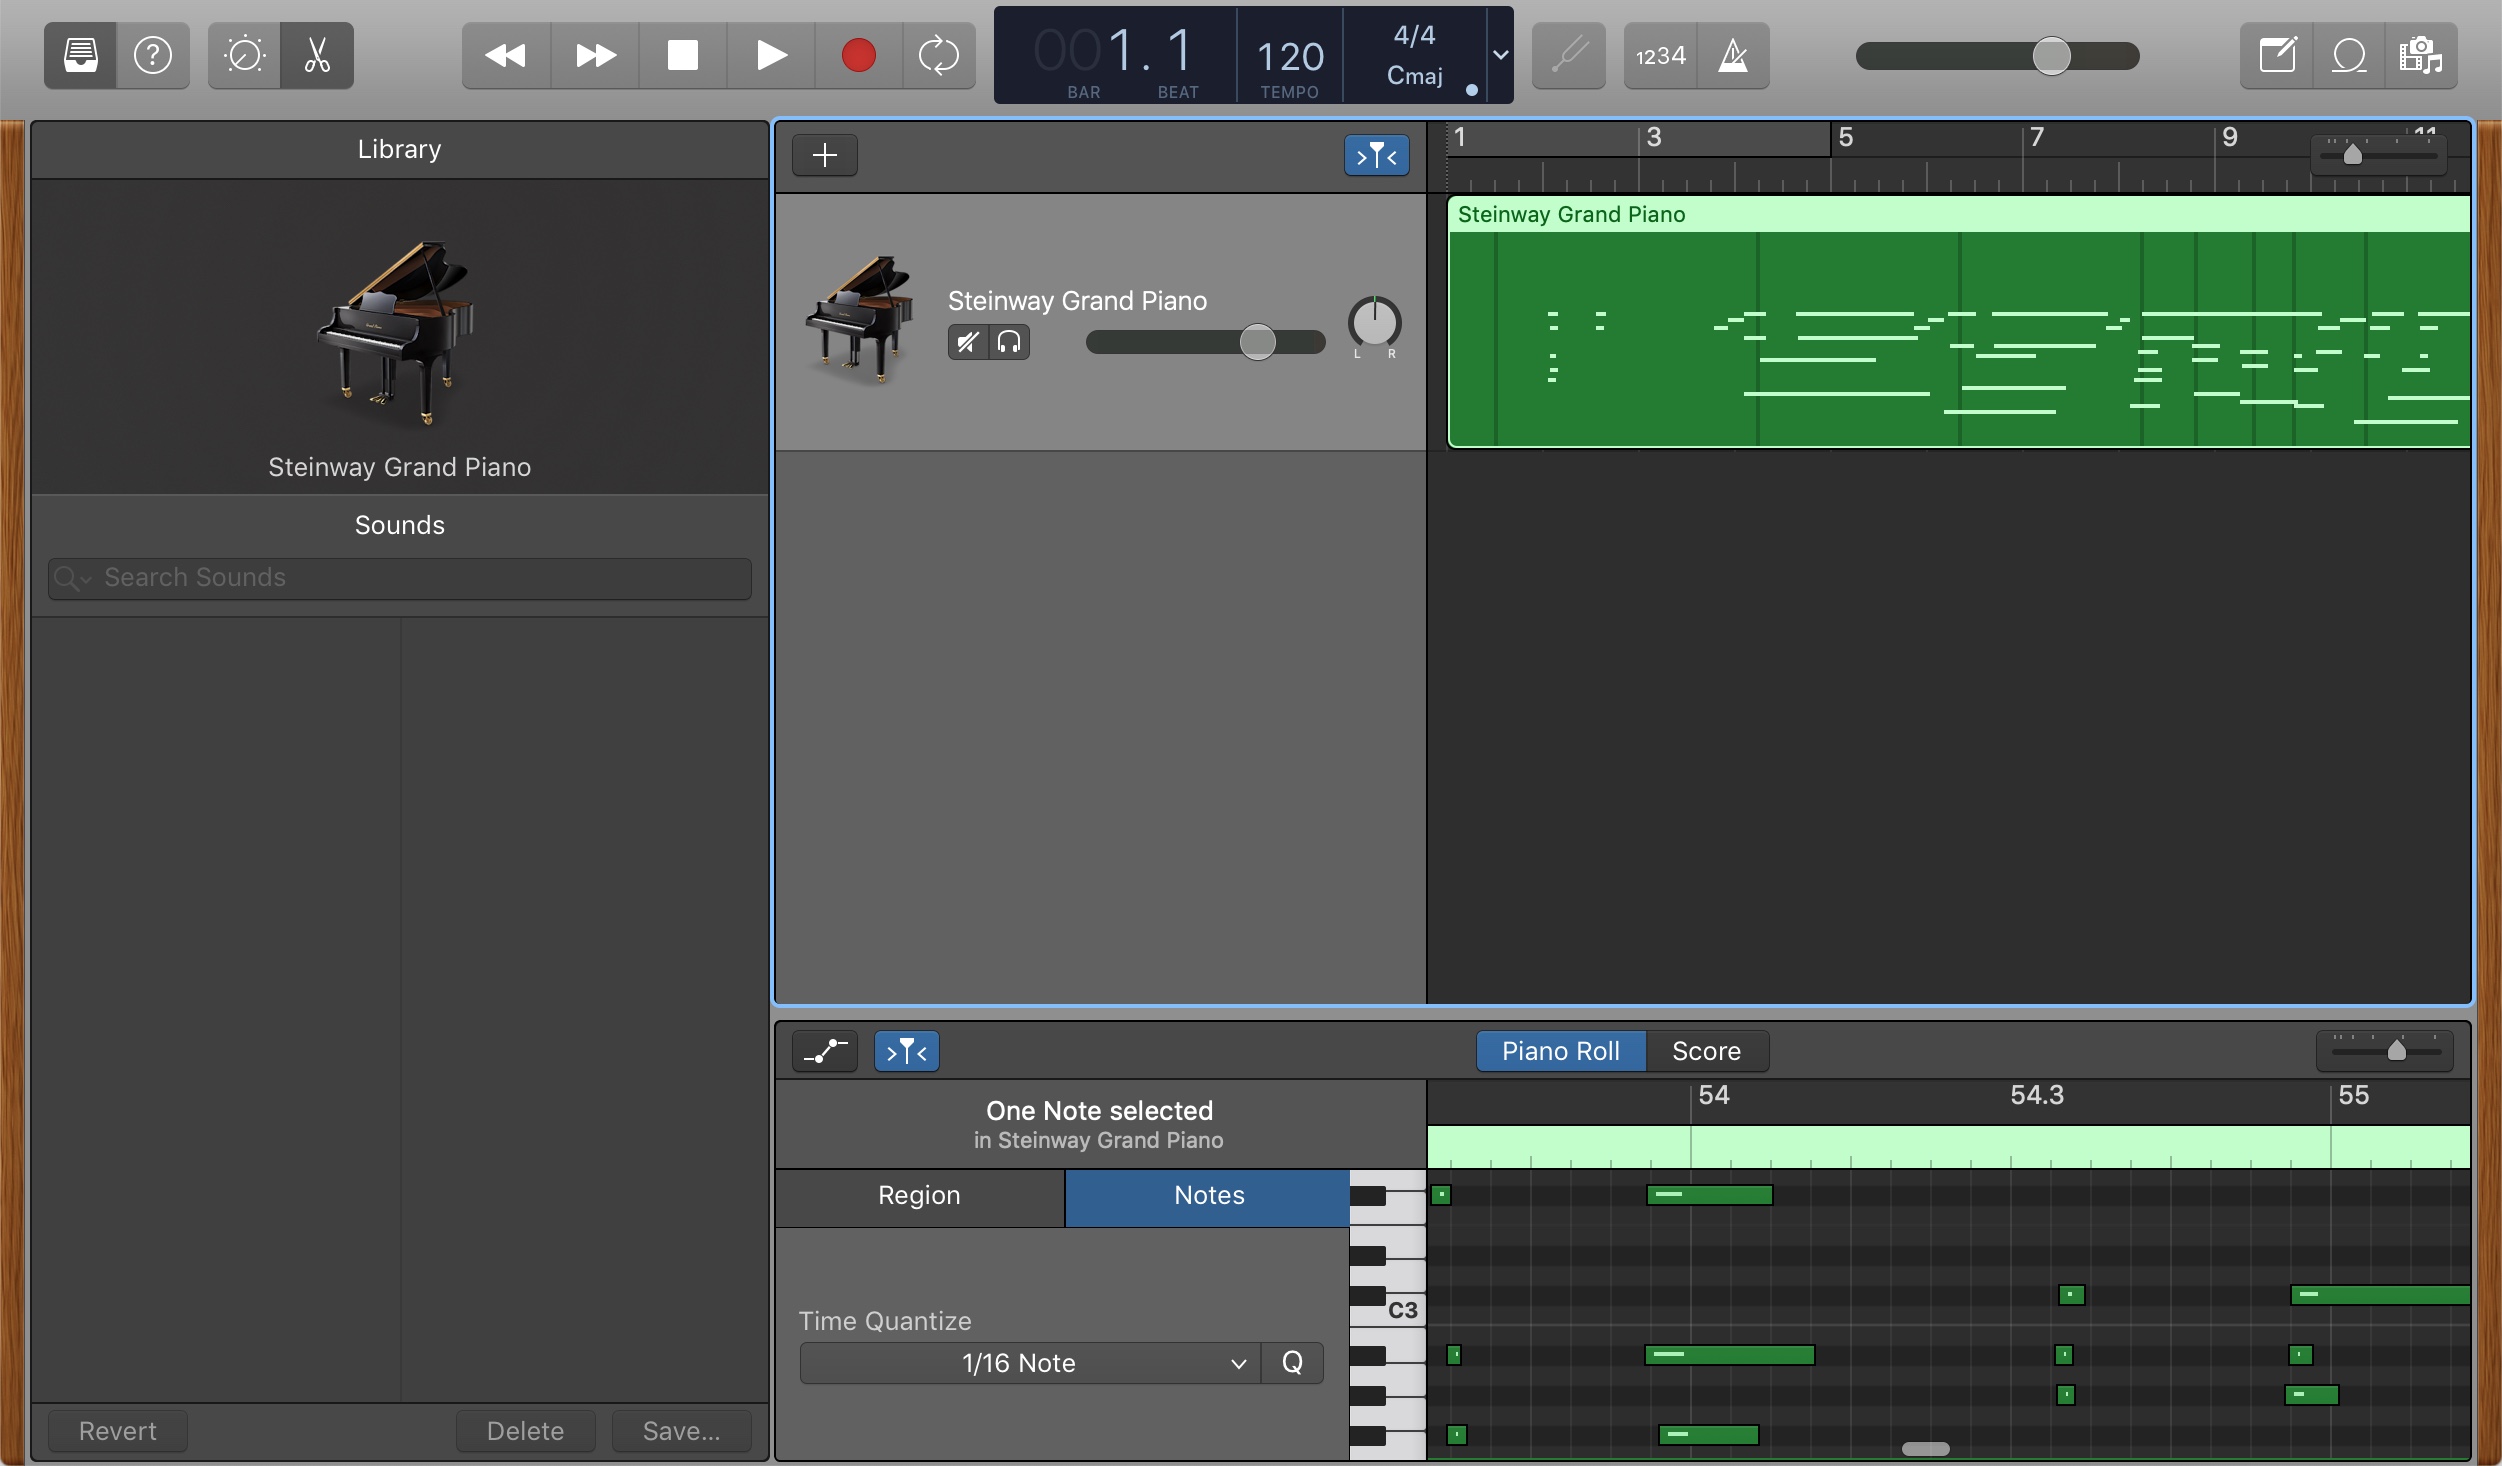 001. 1
BAR BEAT
120
TEMPO
4/4
Cmaj
1234
Library
Steinway Grand Piano
Sounds
Search Sounds
Revert Delete Save...
1 3 5 7 9 11
Steinway Grand Piano
L R
Steinway Grand Piano
Piano Roll Score
One Note selected
in Steinway Grand Piano
54 54.3 55
Region Notes
C3
Time Quantize
1/16 Note Q